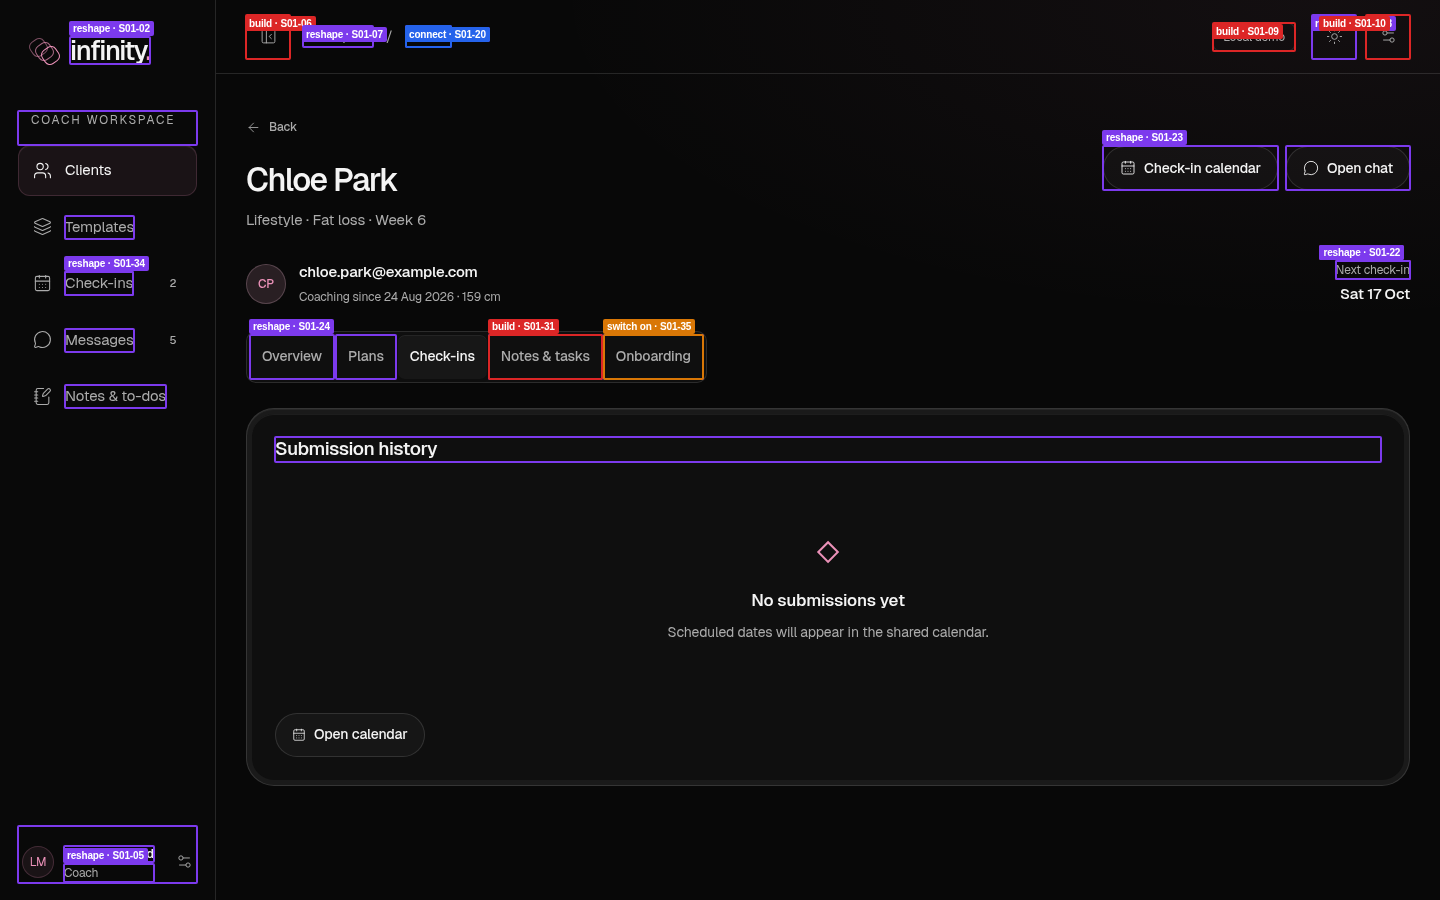 reshape · S01-02
infinity.
COACH WORKSPACE
Clients
Templates
reshape · S01-34
Check-ins 2
Messages 5
Notes & to-dos
reshape · S01-05
Coach
LM
build · S01-06
reshape · S01-07
/
connect · S01-20
build · S01-09
build · S01-10
Back
Chloe Park
Lifestyle · Fat loss · Week 6
reshape · S01-23
Check-in calendar
Open chat
CP
chloe.park@example.com
Coaching since 24 Aug 2026 · 159 cm
reshape · S01-22
Next check-in
Sat 17 Oct
reshape · S01-24
build · S01-31
switch on · S01-35
Overview
Plans
Check-ins
Notes & tasks
Onboarding
Submission history
No submissions yet
Scheduled dates will appear in the shared calendar.
Open calendar